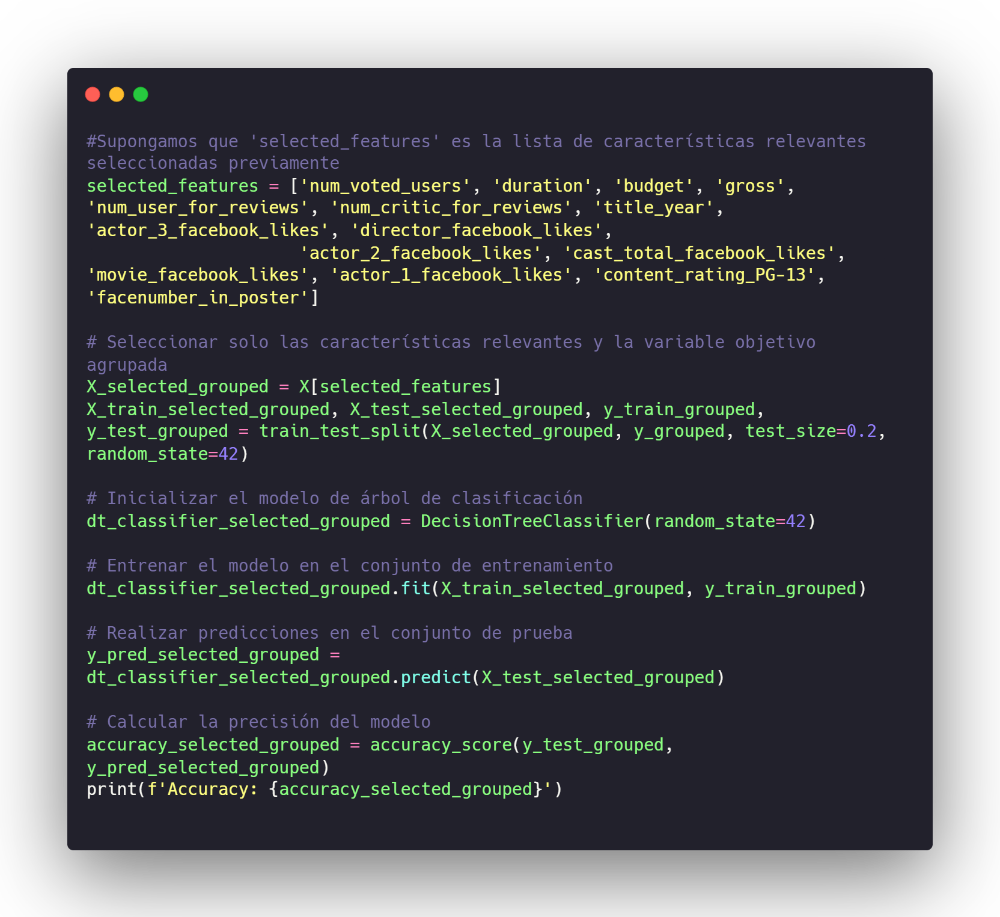 #Supongamos que 'selected_features' es la lista de características relevantes
seleccionadas previamente
selected_features = ['num_voted_users', 'duration', 'budget', 'gross',
'num_user_for_reviews', 'num_critic_for_reviews', 'title_year',
'actor_3_facebook_likes', 'director_facebook_likes',
                     'actor_2_facebook_likes', 'cast_total_facebook_likes',
'movie_facebook_likes', 'actor_1_facebook_likes', 'content_rating_PG-13',
'facenumber_in_poster']

# Seleccionar solo las características relevantes y la variable objetivo
agrupada
X_selected_grouped = X[selected_features]
X_train_selected_grouped, X_test_selected_grouped, y_train_grouped,
y_test_grouped = train_test_split(X_selected_grouped, y_grouped, test_size=0.2,
random_state=42)

# Inicializar el modelo de árbol de clasificación
dt_classifier_selected_grouped = DecisionTreeClassifier(random_state=42)

# Entrenar el modelo en el conjunto de entrenamiento
dt_classifier_selected_grouped.fit(X_train_selected_grouped, y_train_grouped)

# Realizar predicciones en el conjunto de prueba
y_pred_selected_grouped =
dt_classifier_selected_grouped.predict(X_test_selected_grouped)

# Calcular la precisión del modelo
accuracy_selected_grouped = accuracy_score(y_test_grouped,
y_pred_selected_grouped)
print(f'Accuracy: {accuracy_selected_grouped}')